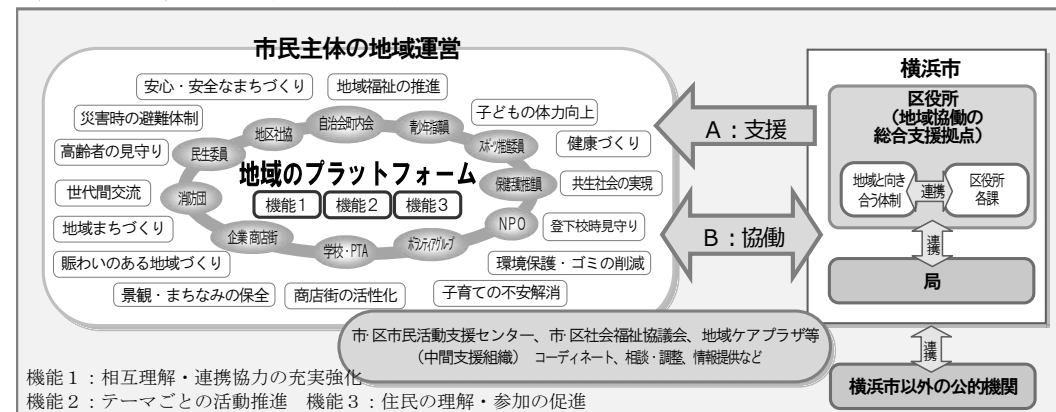 市民主体の地域運営
安心・安全なまちづくり
地域福祉の推進
災害時の避難体制
子どもの体力向上
高齢者の見守り
健康づくり
世代間交流
共生社会の実現
地域まちづくり
登下校時見守り
賑わいのある地域づくり
環境保護・ゴミの削減
景観・まちなみの保全
商店街の活性化
子育ての不安解消
地区社協
自治会町内会
青少年指導員
スポーツ推進委員
民生委員
保健活動推進員
消防団
NPO
企業 商店街
学校・PTA
ボランティアグループ
地域のプラットフォーム
機能1
機能2
機能3
A:支援
B:協働
横浜市
区役所
(地域協働の
総合支援拠点)
地域と向き
合う体制
連携
区役所
各課
連携
局
連携
横浜市以外の公的機関
市・区市民活動支援センター、市・区社会福祉協議会、地域ケアプラザ等
(中間支援組織) コーディネート、相談・調整、情報提供など
機能1:相互理解・連携協力の充実強化
機能2:テーマごとの活動推進 機能3:住民の理解・参加の促進